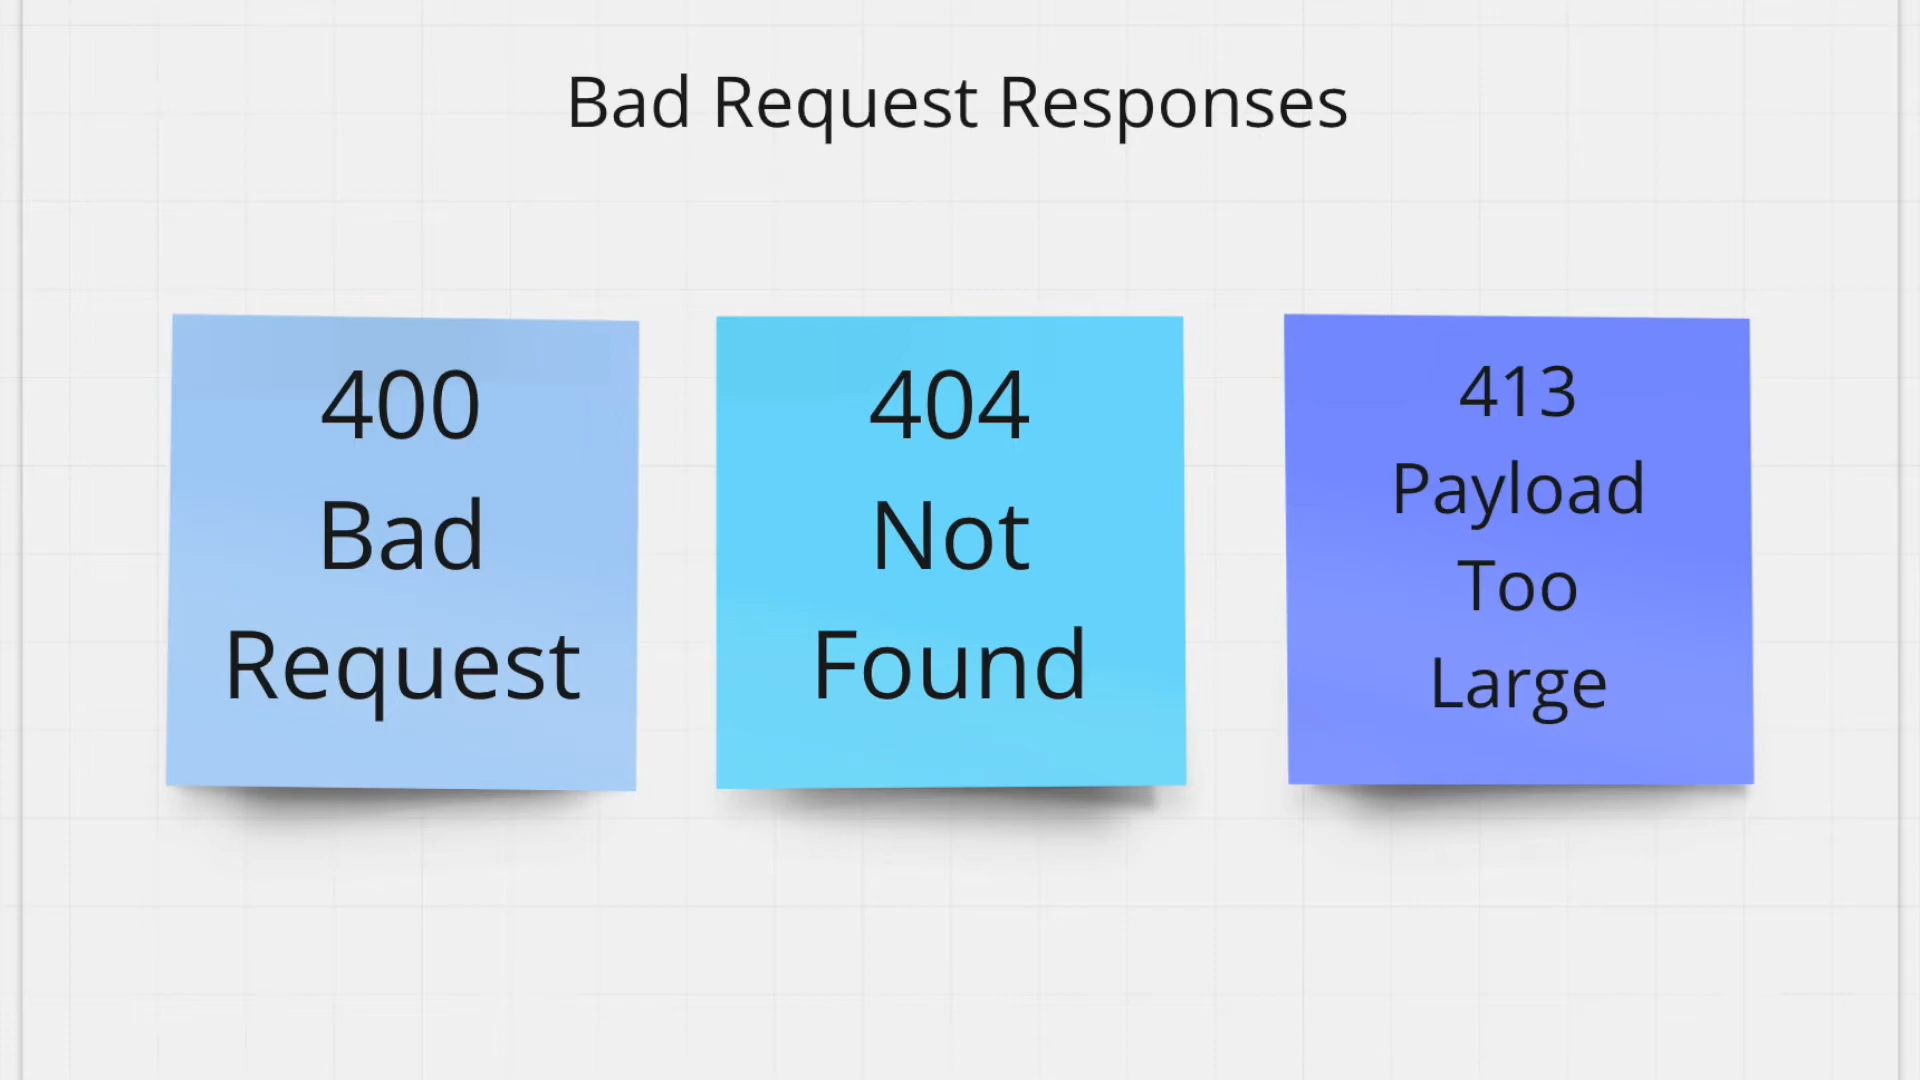 Bad Request Responses
400
Bad
Request
404
Not
Found
413
Payload
Too
Large